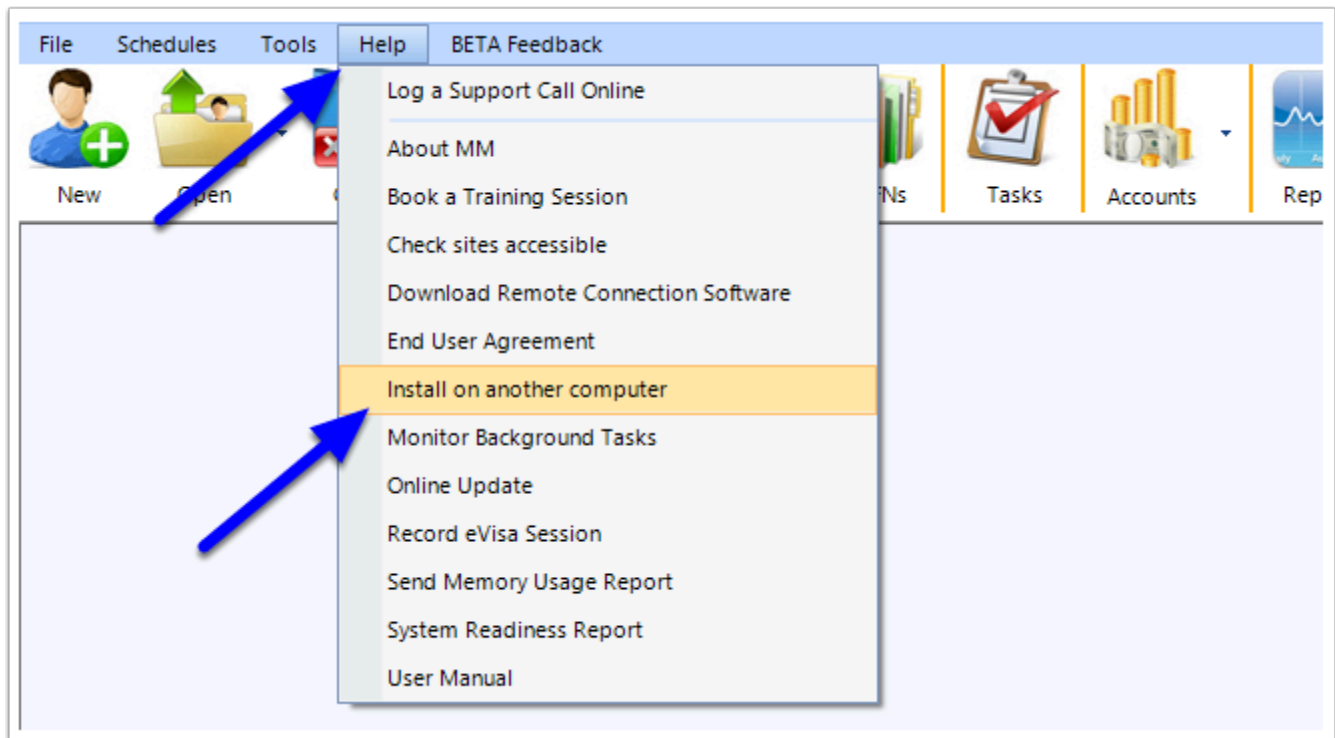 File Schedules Tools Help BETA Feedback
Log a Support Call Online
About MM
Book a Training Session
Check sites accessible
Download Remote Connection Software
End User Agreement
Install on another computer
Monitor Background Tasks
Online Update
Record eVisa Session
Send Memory Usage Report
System Readiness Report
User Manual
New Open Tasks Accounts